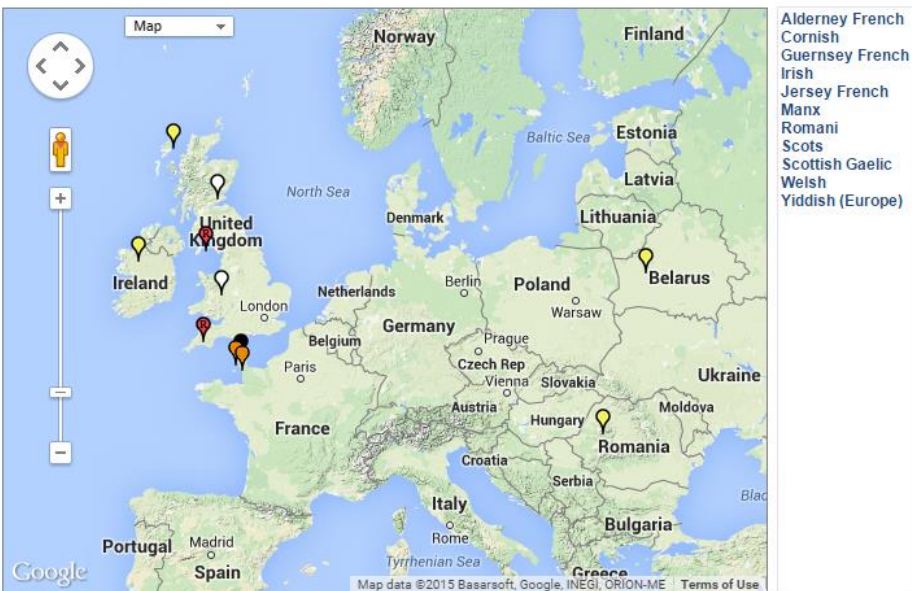 Map
Norway
Finland
Baltic Sea
Estonia
Latvia
Lithuania
North Sea
Denmark
United
Kingdom
Ireland
London
Netherlands
Berlin
Poland
Warsaw
Belarus
Belgium
Germany
Prague
Paris
Czech Rep
Vienna
Slovakia
Ukraine
France
Austria
Hungary
Moldova
Romania
Croatia
Serbia
Italy
Rome
Bulgaria
Blac
Portugal
Madrid
Spain
Tyrrhenian Sea
Greece
Google
Map data ©2015 Basarsoft, Google, INEGI, ORION-ME
Terms of Use
R
R
Alderney French
Cornish
Guernsey French
Irish
Jersey French
Manx
Romani
Scots
Scottish Gaelic
Welsh
Yiddish (Europe)